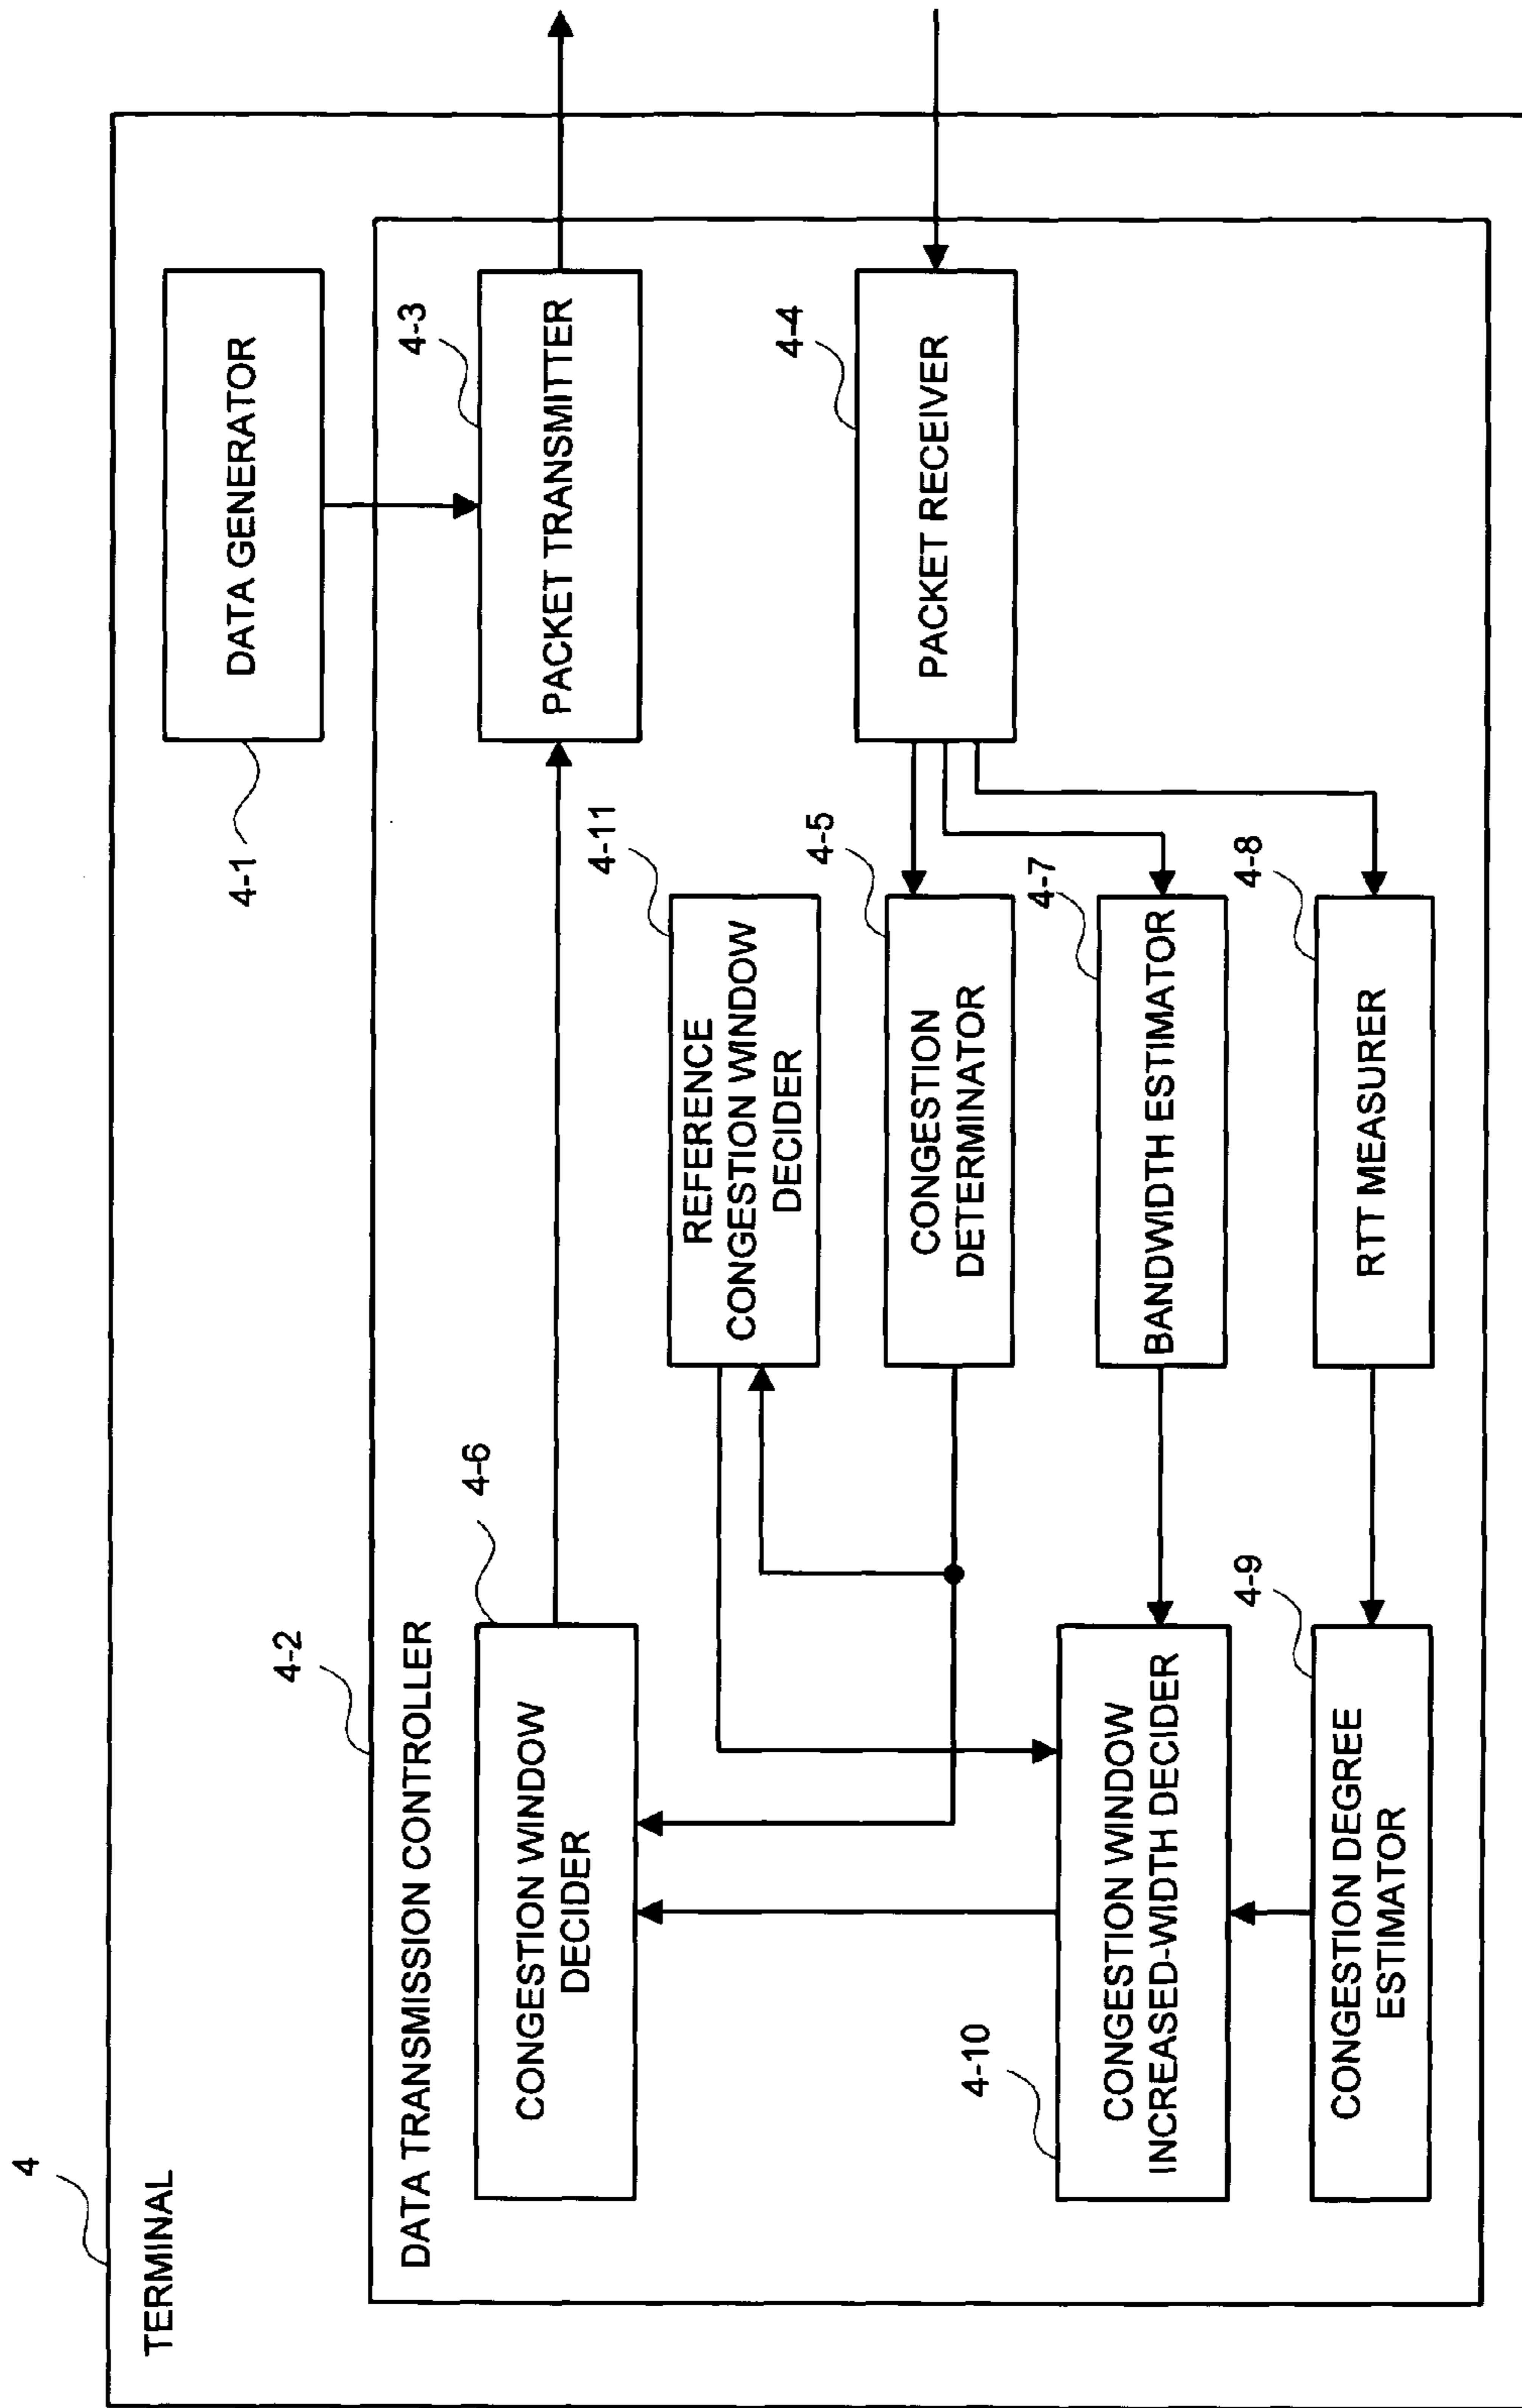 4
TERMINAL
4-1
DATA GENERATOR
4-2
DATA TRANSMISSION CONTROLLER
4-6
CONGESTION WINDOW
DECIDER
4-3
PACKET TRANSMITTER
4-11
REFERENCE
CONGESTION WINDOW
DECIDER
4-4
PACKET RECEIVER
4-5
CONGESTION
DETERMINATOR
4-10
CONGESTION WINDOW
INCREASED-WIDTH DECIDER
4-7
BANDWIDTH ESTIMATOR
4-9
CONGESTION DEGREE
ESTIMATOR
4-8
RTT MEASURER